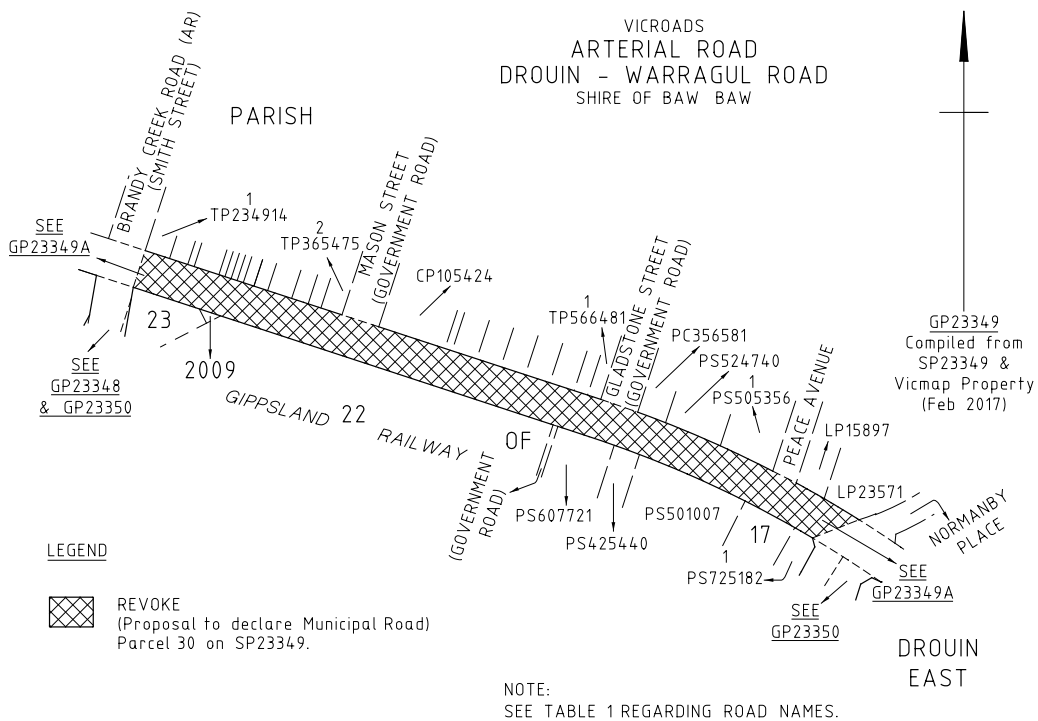 VICROADS
ARTERIAL ROAD
DROUIN - WARRAGUL ROAD
SHIRE OF BAW BAW
PARISH
BRANDY CREEK ROAD (AR)
(SMITH STREET)
1
TP234914
2
TP365475
MASON STREET
(GOVERNMENT ROAD)
CP105424
1
TP566481
GLADSTONE STREET
(GOVERNMENT ROAD)
PC356581
PS524740
1
PS505356
PEACE AVENUE
LP15897
LP23571
NORMANBY
PLACE
GP23349
Compiled from
SP23349 &
Vicmap Property
(Feb 2017)
SEE
GP23349A
23
2009
SEE
GP23348
& GP23350
GIPPSLAND
22
RAILWAY
OF
(GOVERNMENT
ROAD)
PS607721
PS425440
PS501007
17
1
PS725182
SEE
GP23349A
SEE
GP23350
DROUIN
EAST
LEGEND
REVOKE
(Proposal to declare Municipal Road)
Parcel 30 on SP23349.
NOTE:
SEE TABLE 1 REGARDING ROAD NAMES.